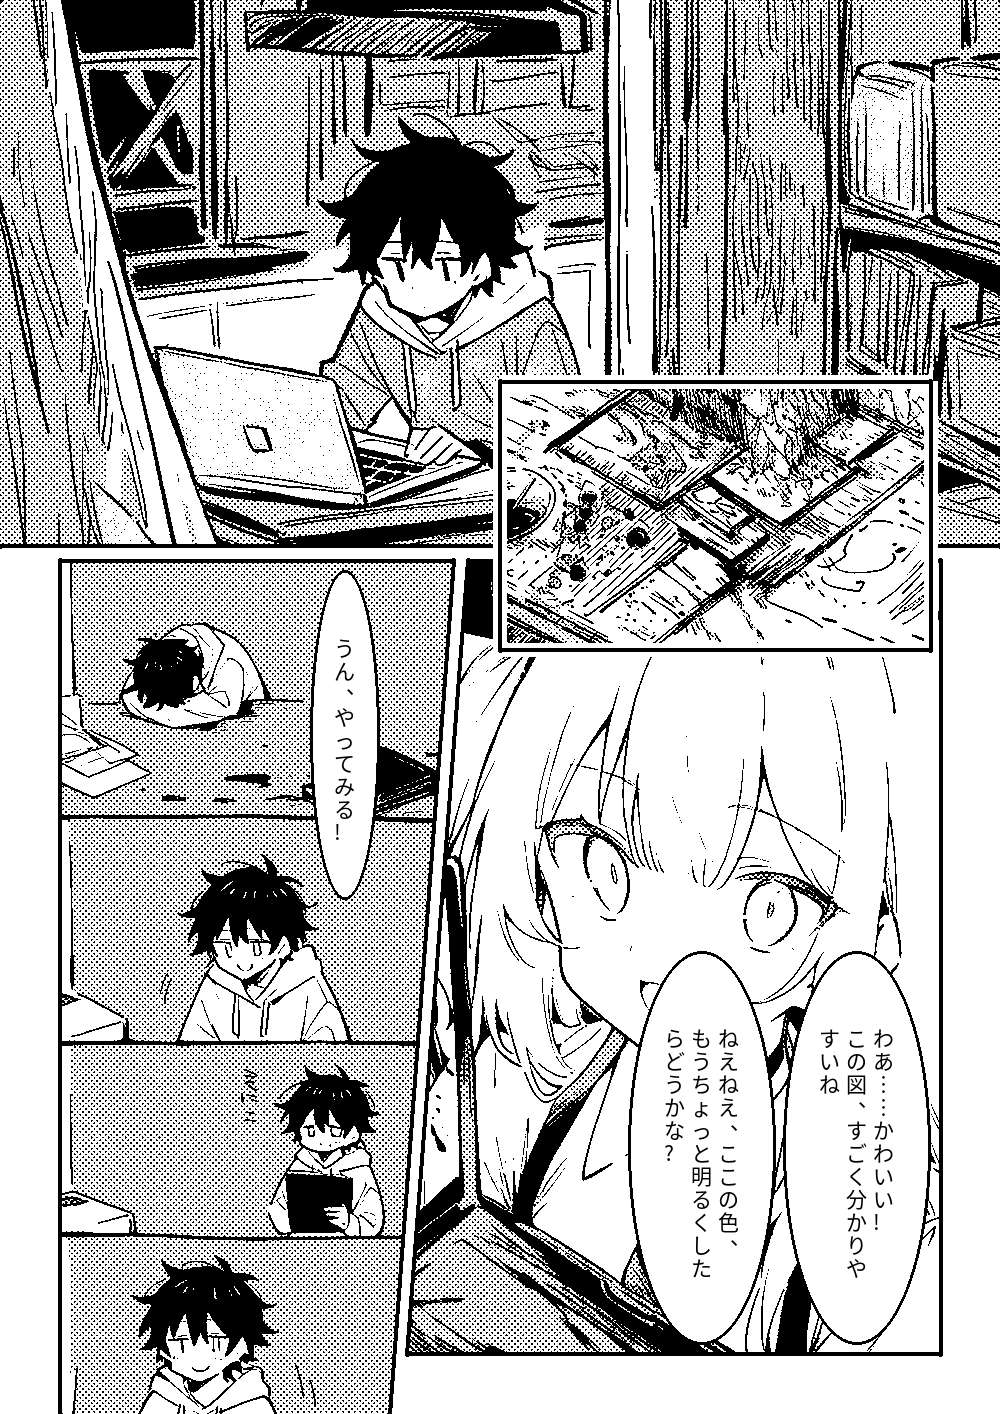 わあ……かわいい！
この図、すごく分かりや
すいね
ねえねえ、ここの色、
もうちょっと明るくした
らどうかな？
うん、やってみる！